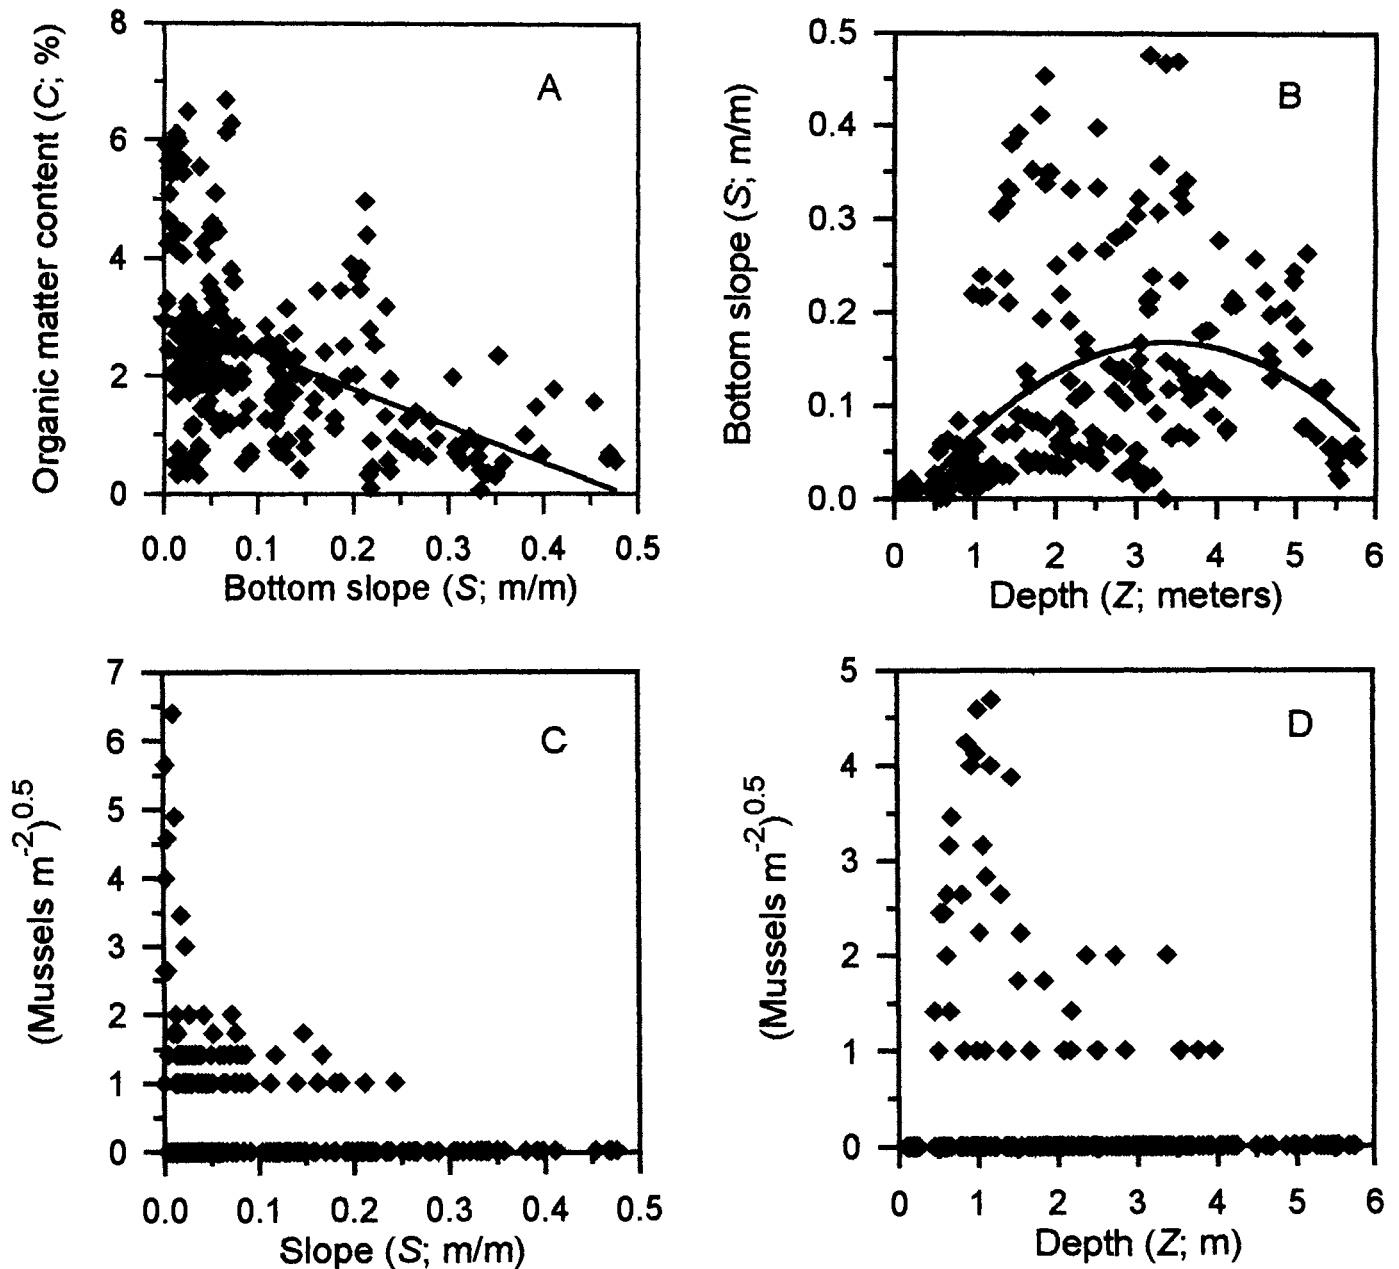 Organic matter content (C; %)
8
6
4
2
0
A
0.0 0.1 0.2 0.3 0.4 0.5
Bottom slope (S; m/m)
Bottom slope (S; m/m)
0.5
0.4
0.3
0.2
0.1
0.0
B
0 1 2 3 4 5 6
Depth (Z; meters)
(Mussels m-2)0.5
7
6
5
4
3
2
1
0
C
0.0 0.1 0.2 0.3 0.4 0.5
Slope (S; m/m)
(Mussels m-2)0.5
5
4
3
2
1
0
D
0 1 2 3 4 5 6
Depth (Z; m)